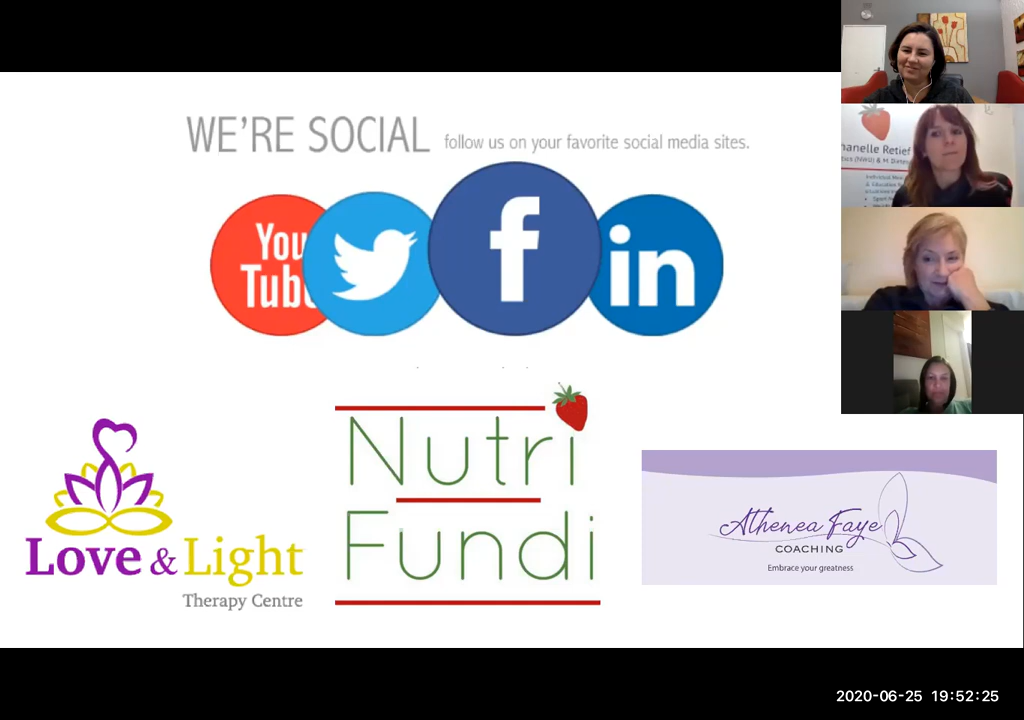 WE'RE SOCIAL follow us on your favorite social media sites.
You
Tube
f
in
Love & Light
Therapy Centre
Nutri
Fundi
Athenea Faye
COACHING
Embrace your greatness
hanelle Retief
2020-06-25 19:52:25